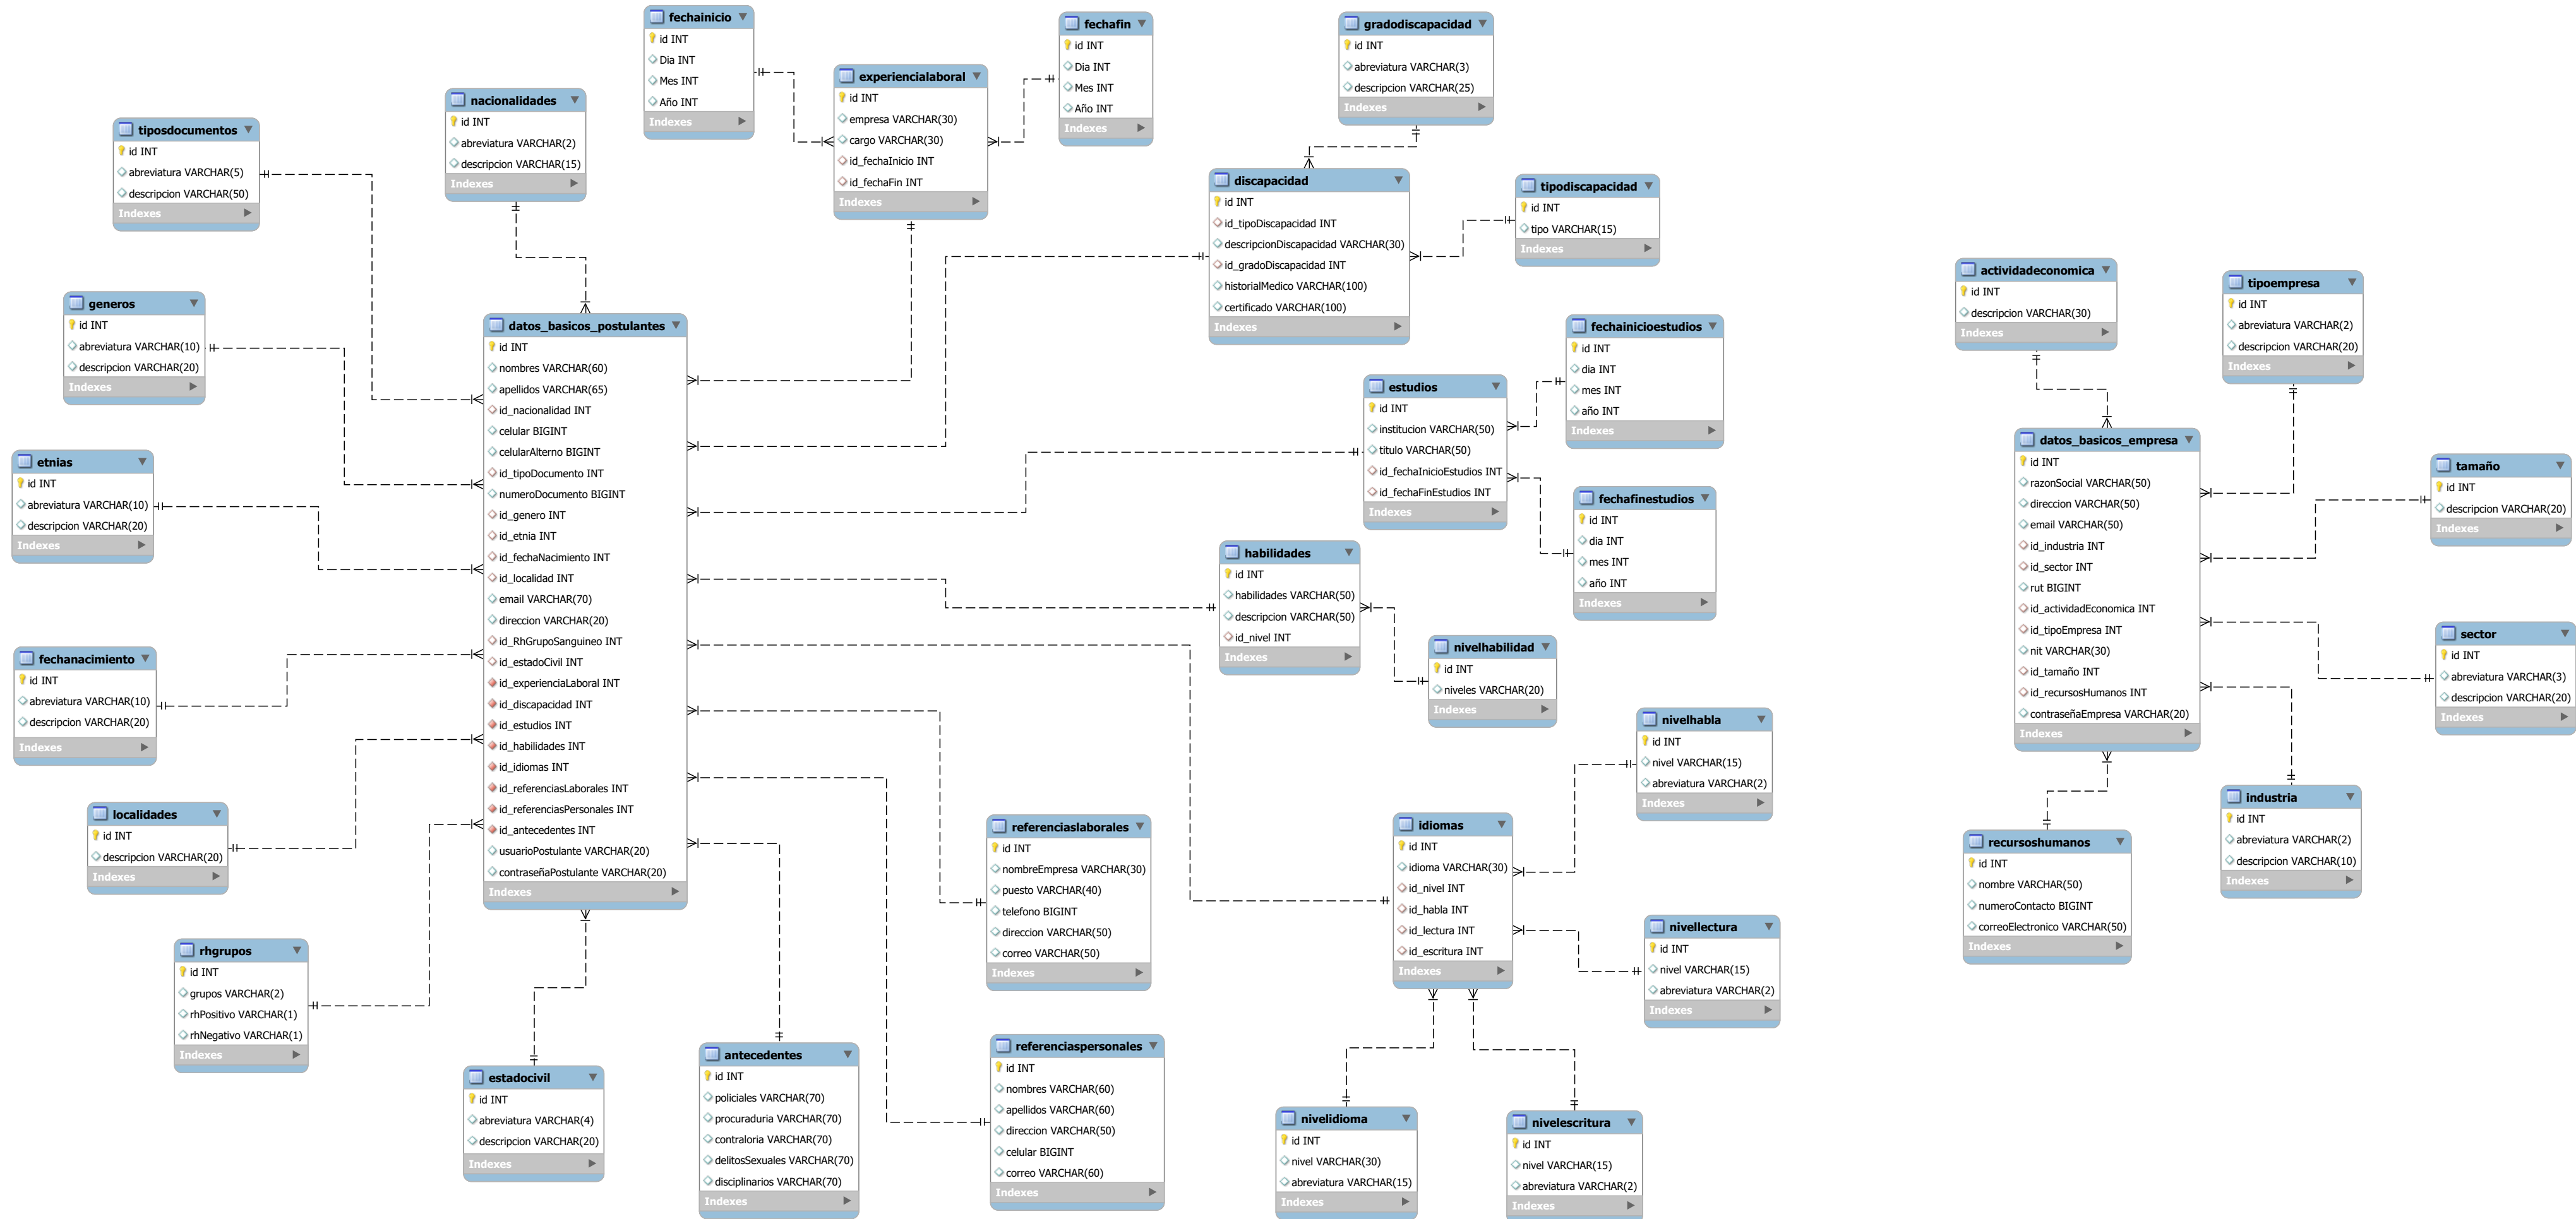 fechainicio
id INT
Dia INT
Mes INT
Año INT
Indexes
fechafin
id INT
Dia INT
Mes INT
Año INT
Indexes
gradodiscapacidad
id INT
abreviatura VARCHAR(3)
descripcion VARCHAR(25)
Indexes
experiencialaboral
id INT
empresa VARCHAR(30)
cargo VARCHAR(30)
id_fechaInicio INT
id_fechaFin INT
Indexes
nacionalidades
id INT
abreviatura VARCHAR(2)
descripcion VARCHAR(15)
Indexes
tiposdocumentos
id INT
abreviatura VARCHAR(5)
descripcion VARCHAR(50)
Indexes
discapacidad
id INT
id_tipoDiscapacidad INT
descripcionDiscapacidad VARCHAR(30)
id_gradoDiscapacidad INT
historialMedico VARCHAR(100)
certificado VARCHAR(100)
Indexes
tipodiscapacidad
id INT
tipo VARCHAR(15)
Indexes
actividadeconomica
id INT
descripcion VARCHAR(30)
Indexes
tipoempresa
id INT
abreviatura VARCHAR(2)
descripcion VARCHAR(20)
Indexes
generos
id INT
abreviatura VARCHAR(10)
descripcion VARCHAR(20)
Indexes
datos_basicos_postulantes
id INT
nombres VARCHAR(60)
apellidos VARCHAR(65)
id_nacionalidad INT
celular BIGINT
celularAlterno BIGINT
id_tipoDocumento INT
numeroDocumento BIGINT
id_genero INT
id_etnia INT
id_fechaNacimiento INT
id_localidad INT
email VARCHAR(70)
direccion VARCHAR(20)
id_RhGrupoSanguineo INT
id_estadoCivil INT
id_experienciaLaboral INT
id_discapacidad INT
id_estudios INT
id_habilidades INT
id_idiomas INT
id_referenciasLaborales INT
id_referenciasPersonales INT
id_antecedentes INT
usuarioPostulante VARCHAR(20)
contraseñaPostulante VARCHAR(20)
Indexes
fechainicioestudios
id INT
dia INT
mes INT
año INT
Indexes
estudios
id INT
institucion VARCHAR(50)
titulo VARCHAR(50)
id_fechaInicioEstudios INT
id_fechaFinEstudios INT
Indexes
fechafinestudios
id INT
dia INT
mes INT
año INT
Indexes
datos_basicos_empresa
id INT
razonSocial VARCHAR(50)
direccion VARCHAR(50)
email VARCHAR(50)
id_industria INT
id_sector INT
rut BIGINT
id_actividadEconomica INT
id_tipoEmpresa INT
nit VARCHAR(30)
id_tamaño INT
id_recursosHumanos INT
contraseñaEmpresa VARCHAR(20)
Indexes
tamaño
id INT
descripcion VARCHAR(20)
Indexes
etnias
id INT
abreviatura VARCHAR(10)
descripcion VARCHAR(20)
Indexes
habilidades
id INT
habilidades VARCHAR(50)
descripcion VARCHAR(50)
id_nivel INT
Indexes
nivelhabilidad
id INT
niveles VARCHAR(20)
Indexes
sector
id INT
abreviatura VARCHAR(3)
descripcion VARCHAR(20)
Indexes
fechanacimiento
id INT
abreviatura VARCHAR(10)
descripcion VARCHAR(20)
Indexes
nivelhabla
id INT
nivel VARCHAR(15)
abreviatura VARCHAR(2)
Indexes
industria
id INT
abreviatura VARCHAR(2)
descripcion VARCHAR(10)
Indexes
localidades
id INT
descripcion VARCHAR(20)
Indexes
referenciaslaborales
id INT
nombreEmpresa VARCHAR(30)
puesto VARCHAR(40)
telefono BIGINT
direccion VARCHAR(50)
correo VARCHAR(50)
Indexes
idiomas
id INT
idioma VARCHAR(30)
id_nivel INT
id_habla INT
id_lectura INT
id_escritura INT
Indexes
recursoshumanos
id INT
nombre VARCHAR(50)
numeroContacto BIGINT
correoElectronico VARCHAR(50)
Indexes
nivellectura
id INT
nivel VARCHAR(15)
abreviatura VARCHAR(2)
Indexes
rhgrupos
id INT
grupos VARCHAR(2)
rhPositivo VARCHAR(1)
rhNegativo VARCHAR(1)
Indexes
estadocivil
id INT
abreviatura VARCHAR(4)
descripcion VARCHAR(20)
Indexes
antecedentes
id INT
policiales VARCHAR(70)
procuraduria VARCHAR(70)
contraloria VARCHAR(70)
delitosSexuales VARCHAR(70)
disciplinarios VARCHAR(70)
Indexes
referenciaspersonales
id INT
nombres VARCHAR(60)
apellidos VARCHAR(60)
direccion VARCHAR(50)
celular BIGINT
correo VARCHAR(60)
Indexes
nivelidioma
id INT
nivel VARCHAR(30)
abreviatura VARCHAR(15)
Indexes
nivelescritura
id INT
nivel VARCHAR(15)
abreviatura VARCHAR(2)
Indexes